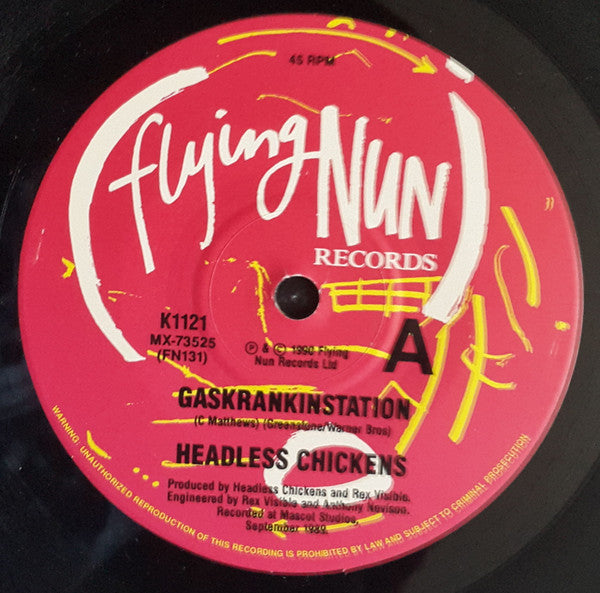 45 RPM
flying NUN
RECORDS
K1121
MX-73525
(FN131)
℗ & © 1990 Flying
Nun Records Ltd
A
GASKRANKINSTATION
(C Matthews) (Greenstone/Warner Bros)
HEADLESS CHICKENS
Produced by Headless Chickens and Rex Visible.
Engineered by Rex Visible and Anthony Nevison.
Recorded at Mascot Studios,
September 1989.
WARNING: UNAUTHORIZED REPRODUCTION OF THIS RECORDING IS PROHIBITED BY LAW AND SUBJECT TO CRIMINAL PROSECUTION